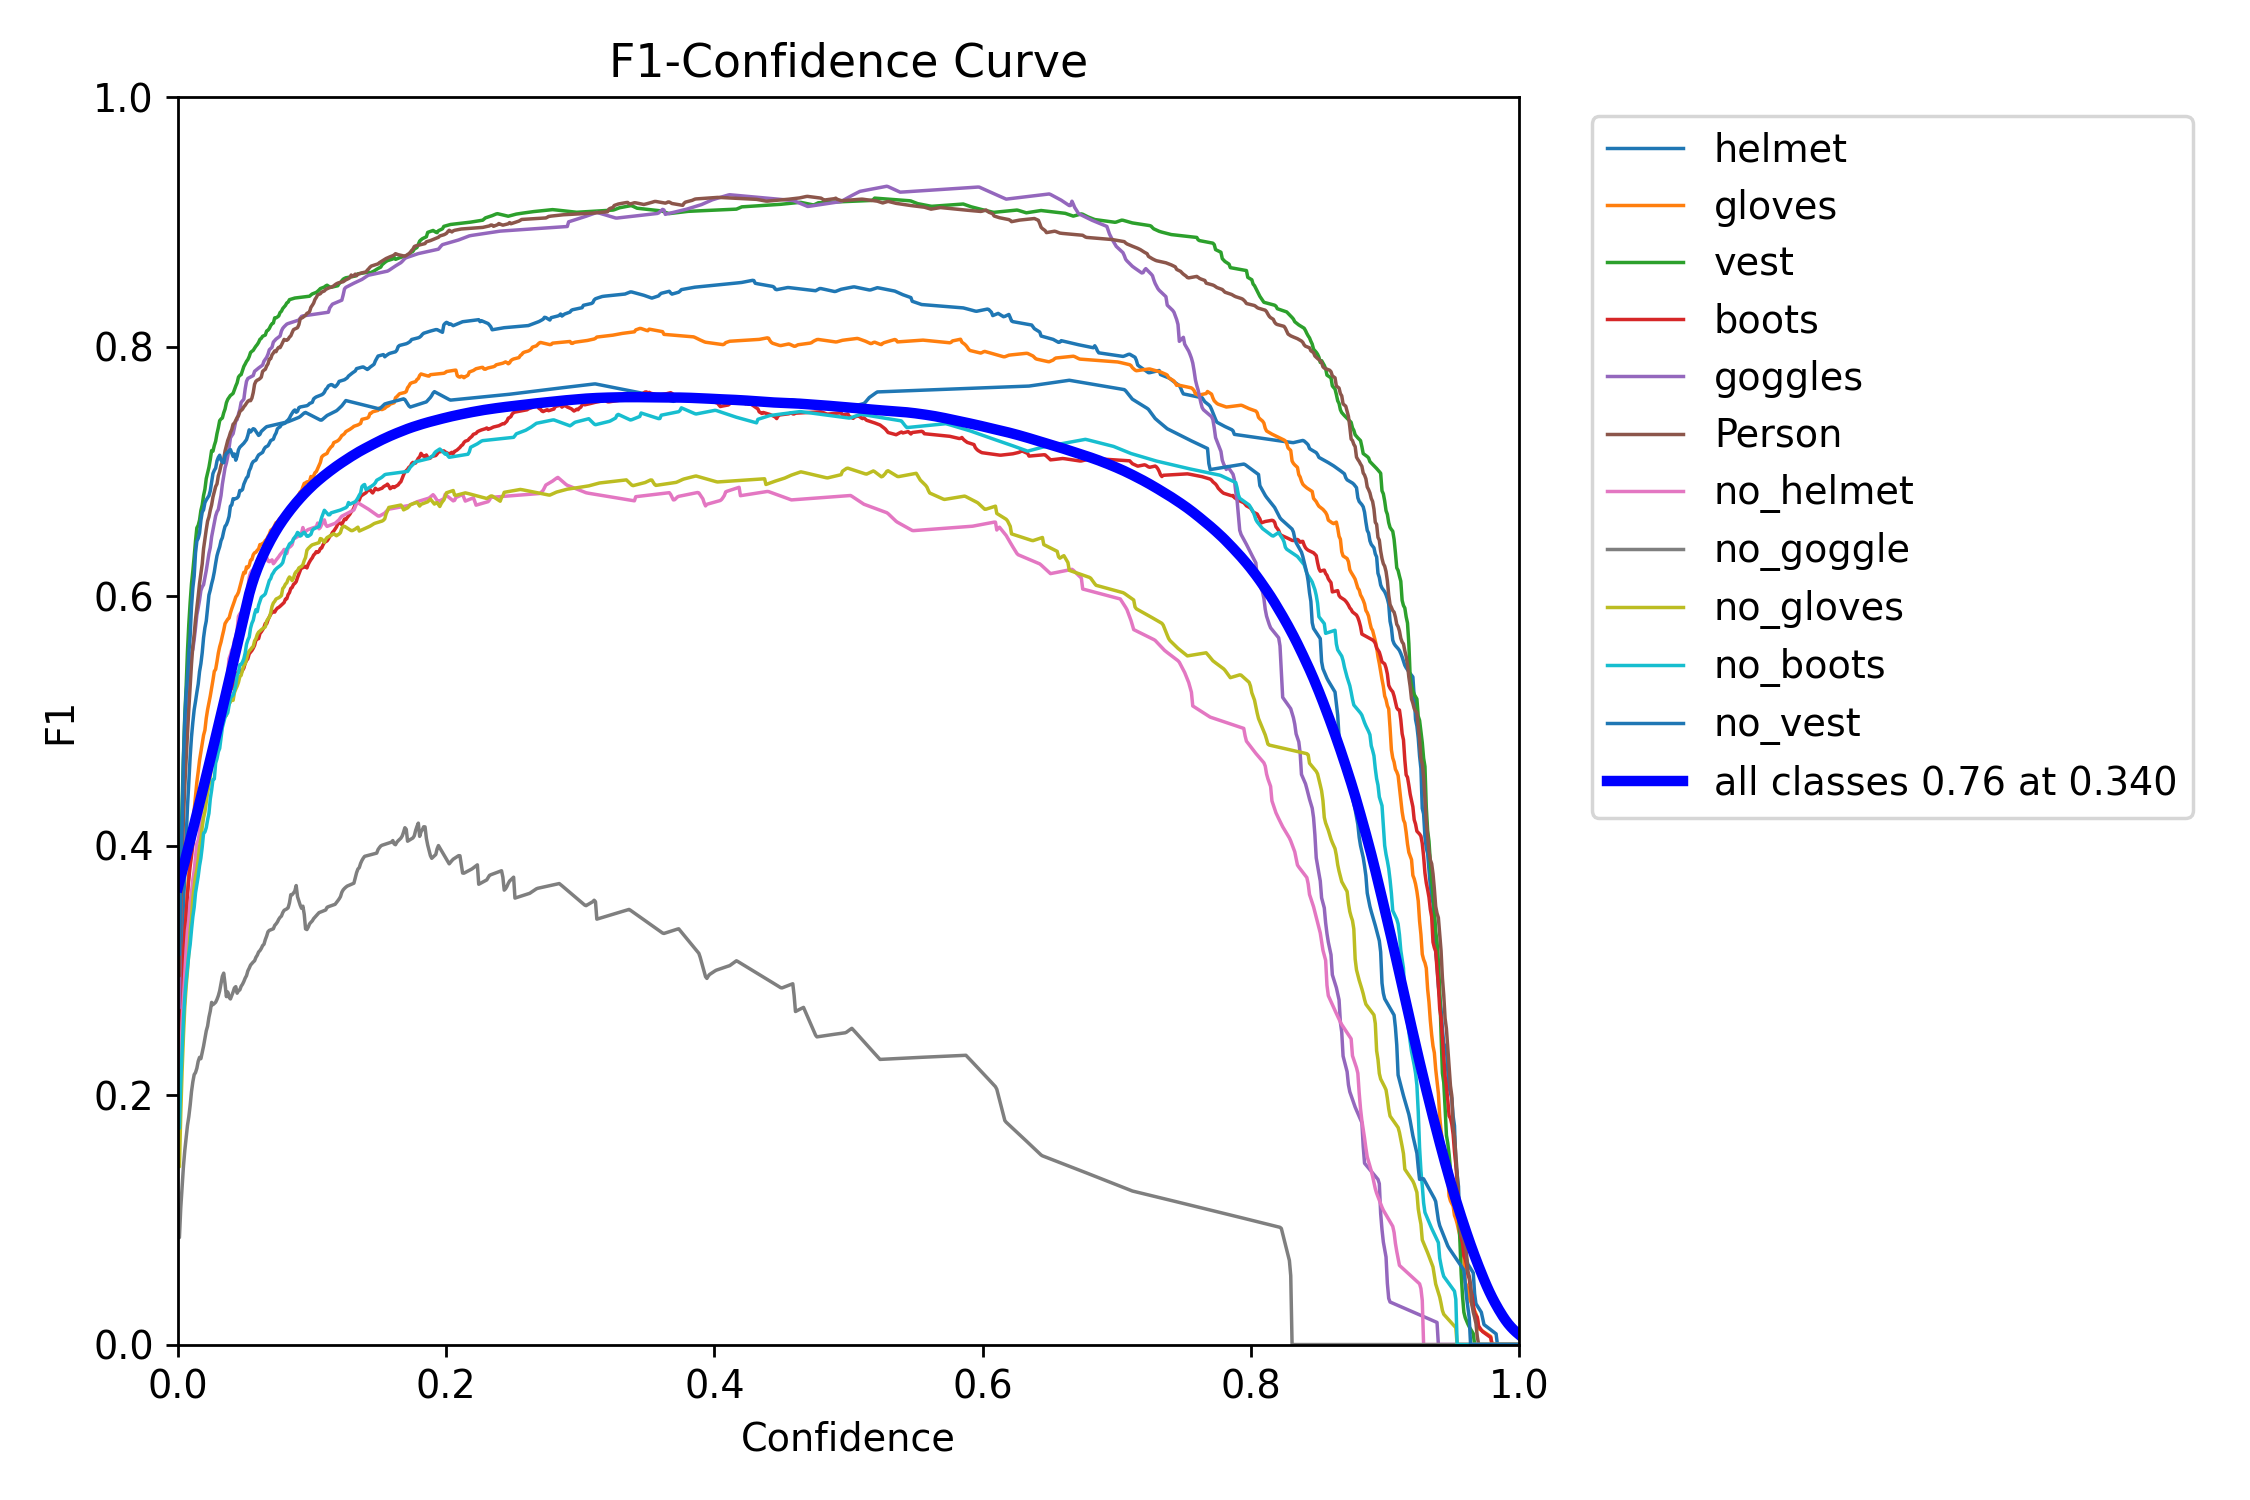 F1-Confidence Curve
1.0
0.8
0.6
0.4
0.2
0.0
F1
0.0 0.2 0.4 0.6 0.8 1.0
Confidence
helmet
gloves
vest
boots
goggles
Person
no_helmet
no_goggle
no_gloves
no_boots
no_vest
all classes 0.76 at 0.340